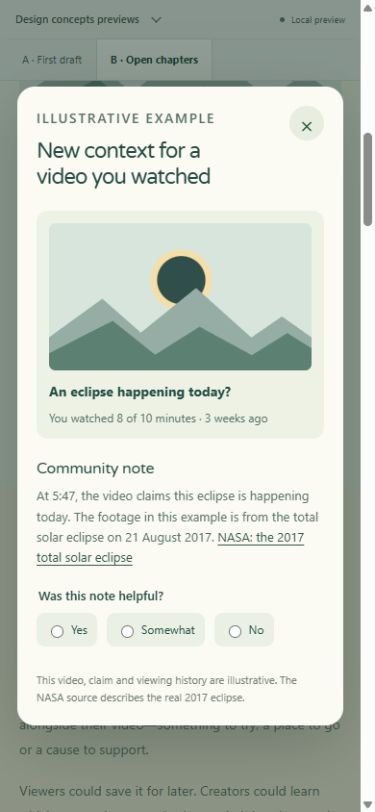 Design concepts previews
Local preview
A · First draft
B · Open chapters
ILLUSTRATIVE EXAMPLE
New context for a
video you watched
An eclipse happening today?
You watched 8 of 10 minutes · 3 weeks ago
Community note
At 5:47, the video claims this eclipse is happening
today. The footage in this example is from the total
solar eclipse on 21 August 2017. NASA: the 2017
total solar eclipse
Was this note helpful?
Yes
Somewhat
No
This video, claim and viewing history are illustrative. The
NASA source describes the real 2017 eclipse.
alongside their video—something to try, a place to go
or a cause to support.
Viewers could save it for later. Creators could learn